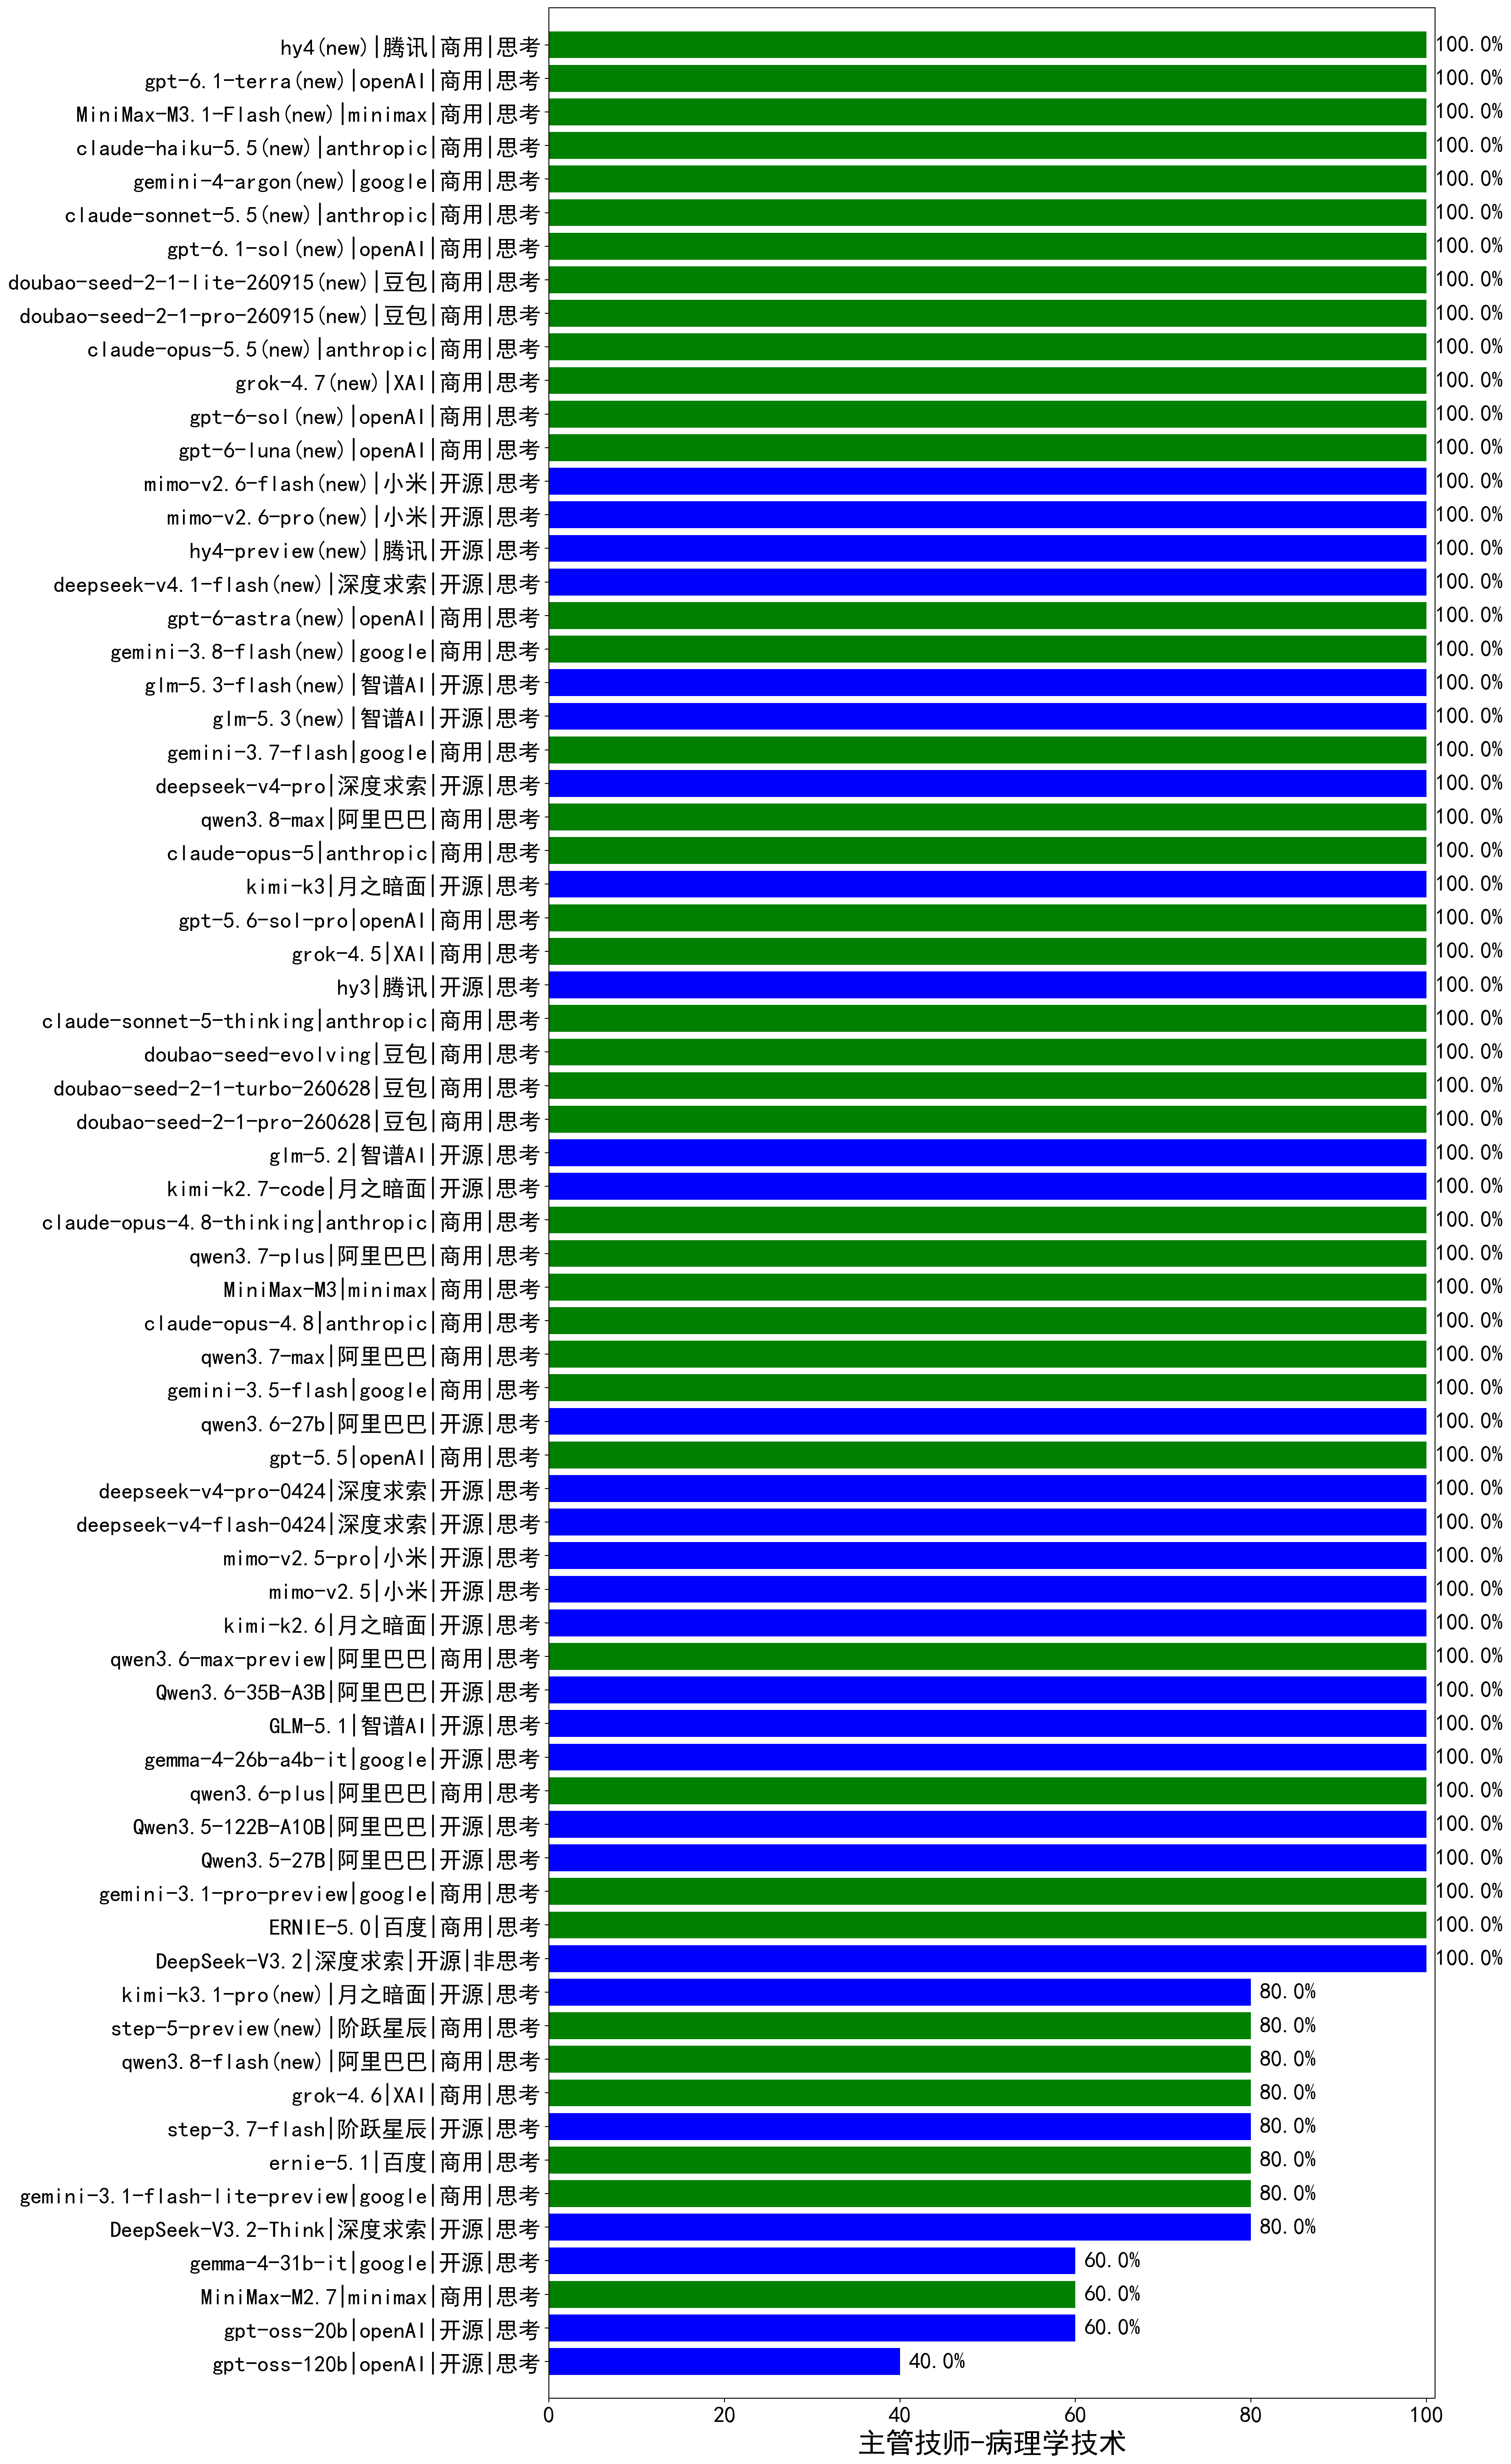 hy4(new)|腾讯|商用|思考 100.0%
gpt-6.1-terra(new)|openAI|商用|思考 100.0%
MiniMax-M3.1-Flash(new)|minimax|商用|思考 100.0%
claude-haiku-5.5(new)|anthropic|商用|思考 100.0%
gemini-4-argon(new)|google|商用|思考 100.0%
claude-sonnet-5.5(new)|anthropic|商用|思考 100.0%
gpt-6.1-sol(new)|openAI|商用|思考 100.0%
doubao-seed-2-1-lite-260915(new)|豆包|商用|思考 100.0%
doubao-seed-2-1-pro-260915(new)|豆包|商用|思考 100.0%
claude-opus-5.5(new)|anthropic|商用|思考 100.0%
grok-4.7(new)|XAI|商用|思考 100.0%
gpt-6-sol(new)|openAI|商用|思考 100.0%
gpt-6-luna(new)|openAI|商用|思考 100.0%
mimo-v2.6-flash(new)|小米|开源|思考 100.0%
mimo-v2.6-pro(new)|小米|开源|思考 100.0%
hy4-preview(new)|腾讯|开源|思考 100.0%
deepseek-v4.1-flash(new)|深度求索|开源|思考 100.0%
gpt-6-astra(new)|openAI|商用|思考 100.0%
gemini-3.8-flash(new)|google|商用|思考 100.0%
glm-5.3-flash(new)|智谱AI|开源|思考 100.0%
glm-5.3(new)|智谱AI|开源|思考 100.0%
gemini-3.7-flash|google|商用|思考 100.0%
deepseek-v4-pro|深度求索|开源|思考 100.0%
qwen3.8-max|阿里巴巴|商用|思考 100.0%
claude-opus-5|anthropic|商用|思考 100.0%
kimi-k3|月之暗面|开源|思考 100.0%
gpt-5.6-sol-pro|openAI|商用|思考 100.0%
grok-4.5|XAI|商用|思考 100.0%
hy3|腾讯|开源|思考 100.0%
claude-sonnet-5-thinking|anthropic|商用|思考 100.0%
doubao-seed-evolving|豆包|商用|思考 100.0%
doubao-seed-2-1-turbo-260628|豆包|商用|思考 100.0%
doubao-seed-2-1-pro-260628|豆包|商用|思考 100.0%
glm-5.2|智谱AI|开源|思考 100.0%
kimi-k2.7-code|月之暗面|开源|思考 100.0%
claude-opus-4.8-thinking|anthropic|商用|思考 100.0%
qwen3.7-plus|阿里巴巴|商用|思考 100.0%
MiniMax-M3|minimax|商用|思考 100.0%
claude-opus-4.8|anthropic|商用|思考 100.0%
qwen3.7-max|阿里巴巴|商用|思考 100.0%
gemini-3.5-flash|google|商用|思考 100.0%
qwen3.6-27b|阿里巴巴|开源|思考 100.0%
gpt-5.5|openAI|商用|思考 100.0%
deepseek-v4-pro-0424|深度求索|开源|思考 100.0%
deepseek-v4-flash-0424|深度求索|开源|思考 100.0%
mimo-v2.5-pro|小米|开源|思考 100.0%
mimo-v2.5|小米|开源|思考 100.0%
kimi-k2.6|月之暗面|开源|思考 100.0%
qwen3.6-max-preview|阿里巴巴|商用|思考 100.0%
Qwen3.6-35B-A3B|阿里巴巴|开源|思考 100.0%
GLM-5.1|智谱AI|开源|思考 100.0%
gemma-4-26b-a4b-it|google|开源|思考 100.0%
qwen3.6-plus|阿里巴巴|商用|思考 100.0%
Qwen3.5-122B-A10B|阿里巴巴|开源|思考 100.0%
Qwen3.5-27B|阿里巴巴|开源|思考 100.0%
gemini-3.1-pro-preview|google|商用|思考 100.0%
ERNIE-5.0|百度|商用|思考 100.0%
DeepSeek-V3.2|深度求索|开源|非思考 100.0%
kimi-k3.1-pro(new)|月之暗面|开源|思考 80.0%
step-5-preview(new)|阶跃星辰|商用|思考 80.0%
qwen3.8-flash(new)|阿里巴巴|商用|思考 80.0%
grok-4.6|XAI|商用|思考 80.0%
step-3.7-flash|阶跃星辰|开源|思考 80.0%
ernie-5.1|百度|商用|思考 80.0%
gemini-3.1-flash-lite-preview|google|商用|思考 80.0%
DeepSeek-V3.2-Think|深度求索|开源|思考 80.0%
gemma-4-31b-it|google|开源|思考 60.0%
MiniMax-M2.7|minimax|商用|思考 60.0%
gpt-oss-20b|openAI|开源|思考 60.0%
gpt-oss-120b|openAI|开源|思考 40.0%
0 20 40 60 80 100
主管技师-病理学技术